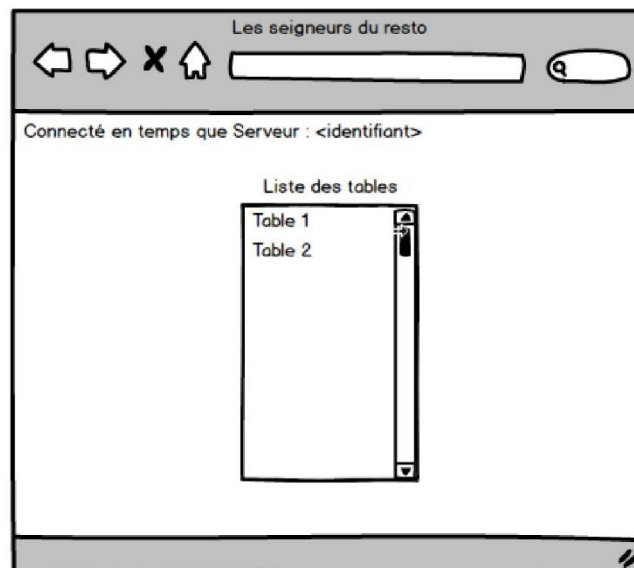 Les seigneurs du resto
Connecté en temps que Serveur : <identifiant>
Liste des tables
Table 1
Table 2